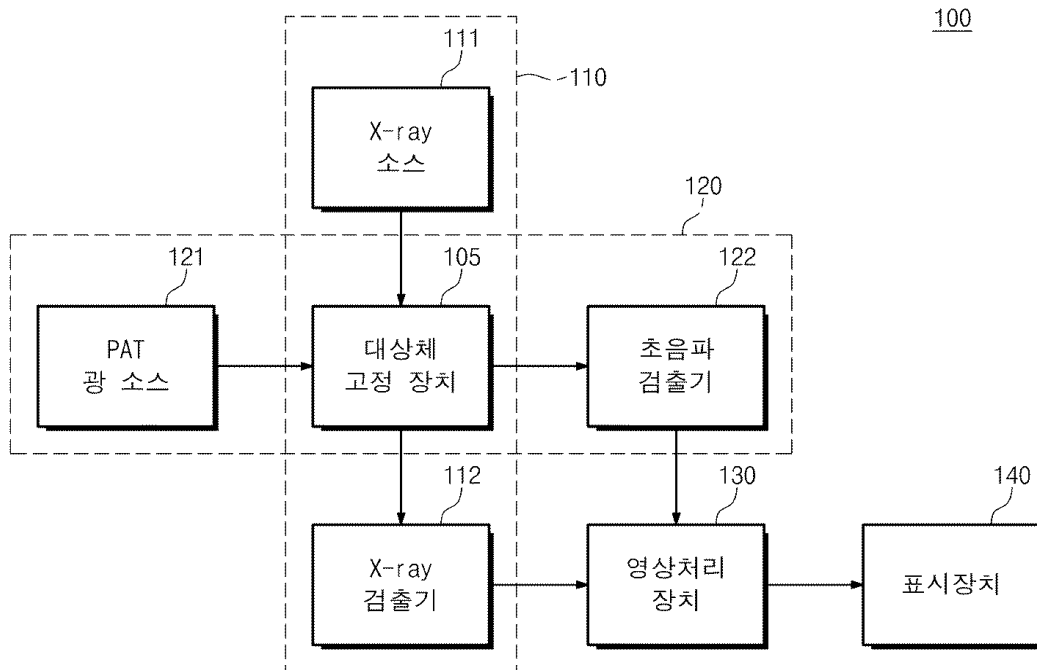 100
111
110
X-ray
소스
120
121
105
122
PAT
광 소스
대상체
고정 장치
초음파
검출기
112
130
140
X-ray
검출기
영상처리
장치
표시장치